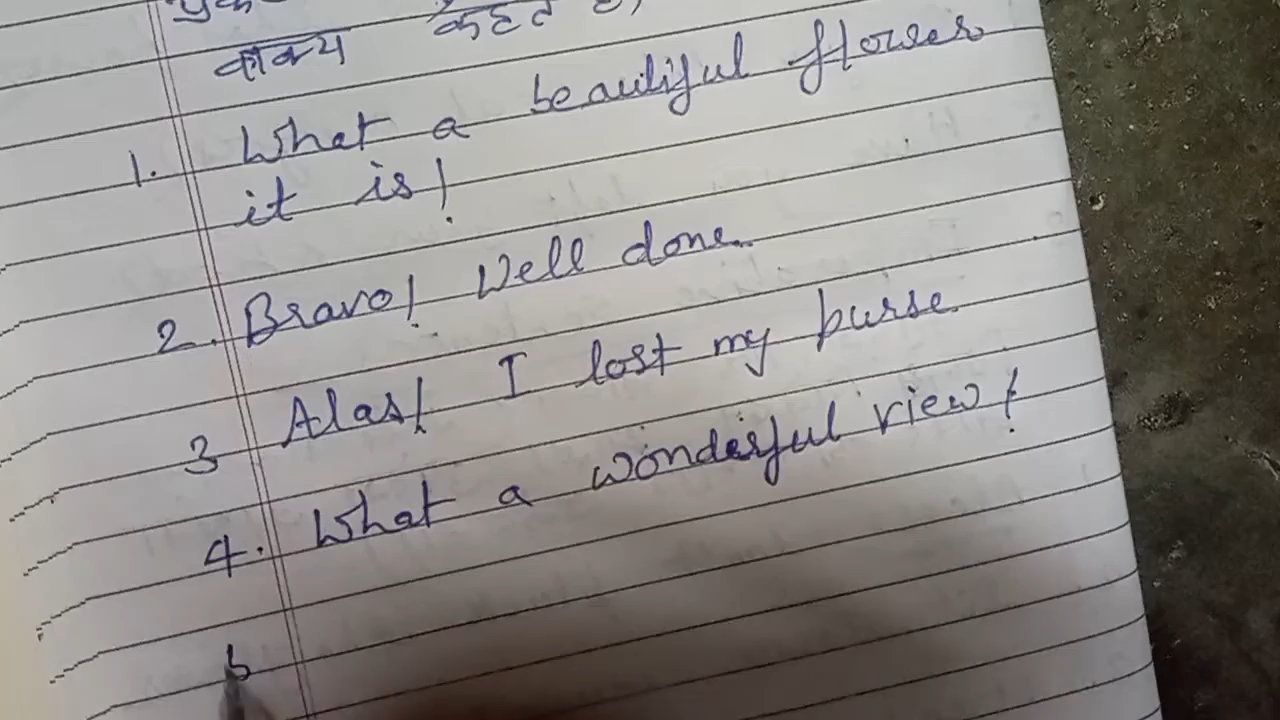 वाक्य कहते हैं,
1. What a beautiful flower
it is!
2. Bravo! Well done.
3 Alas! I lost my purse
4. What a wonderful view!